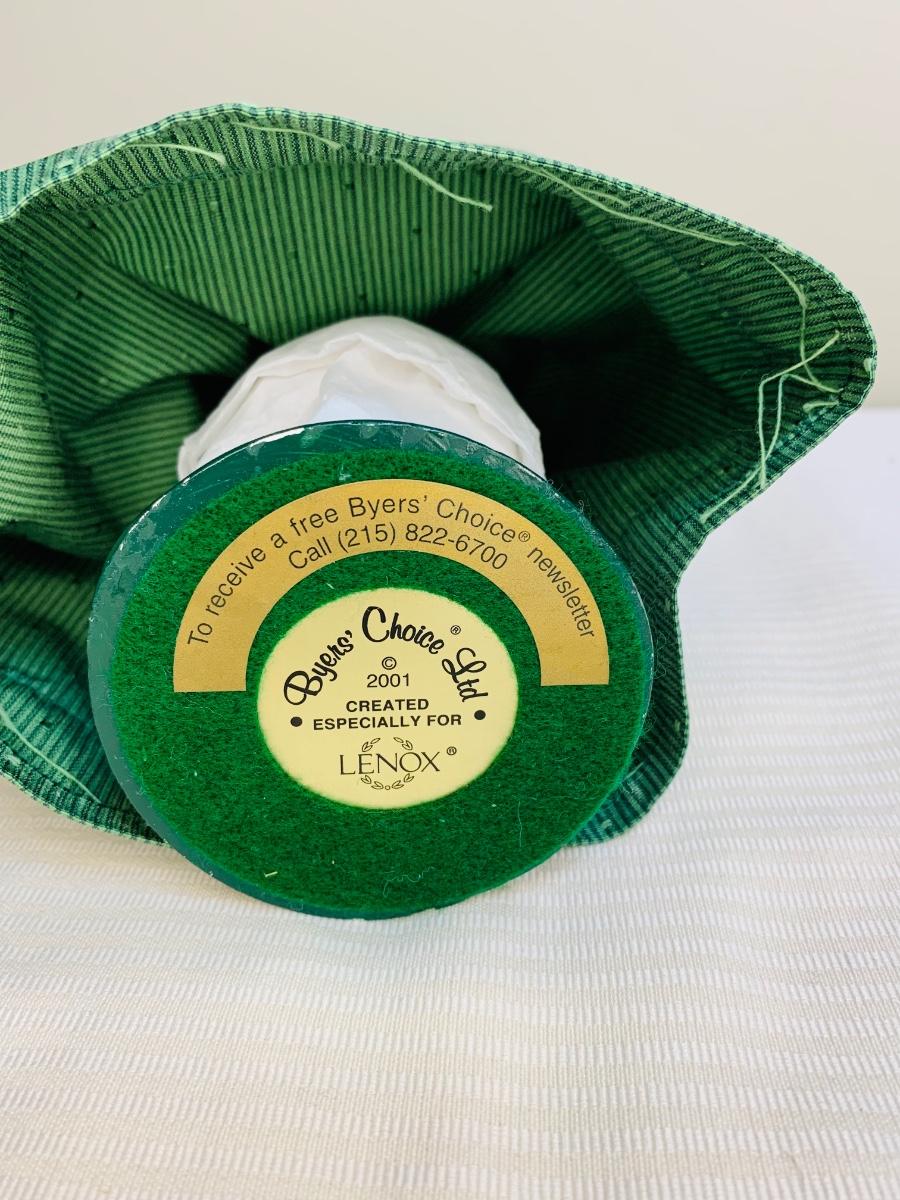 To receive a free Byers' Choice® newsletter
Call (215) 822-6700
Byers' Choice® Ltd
©
2001
CREATED
• ESPECIALLY FOR •
LENOX®